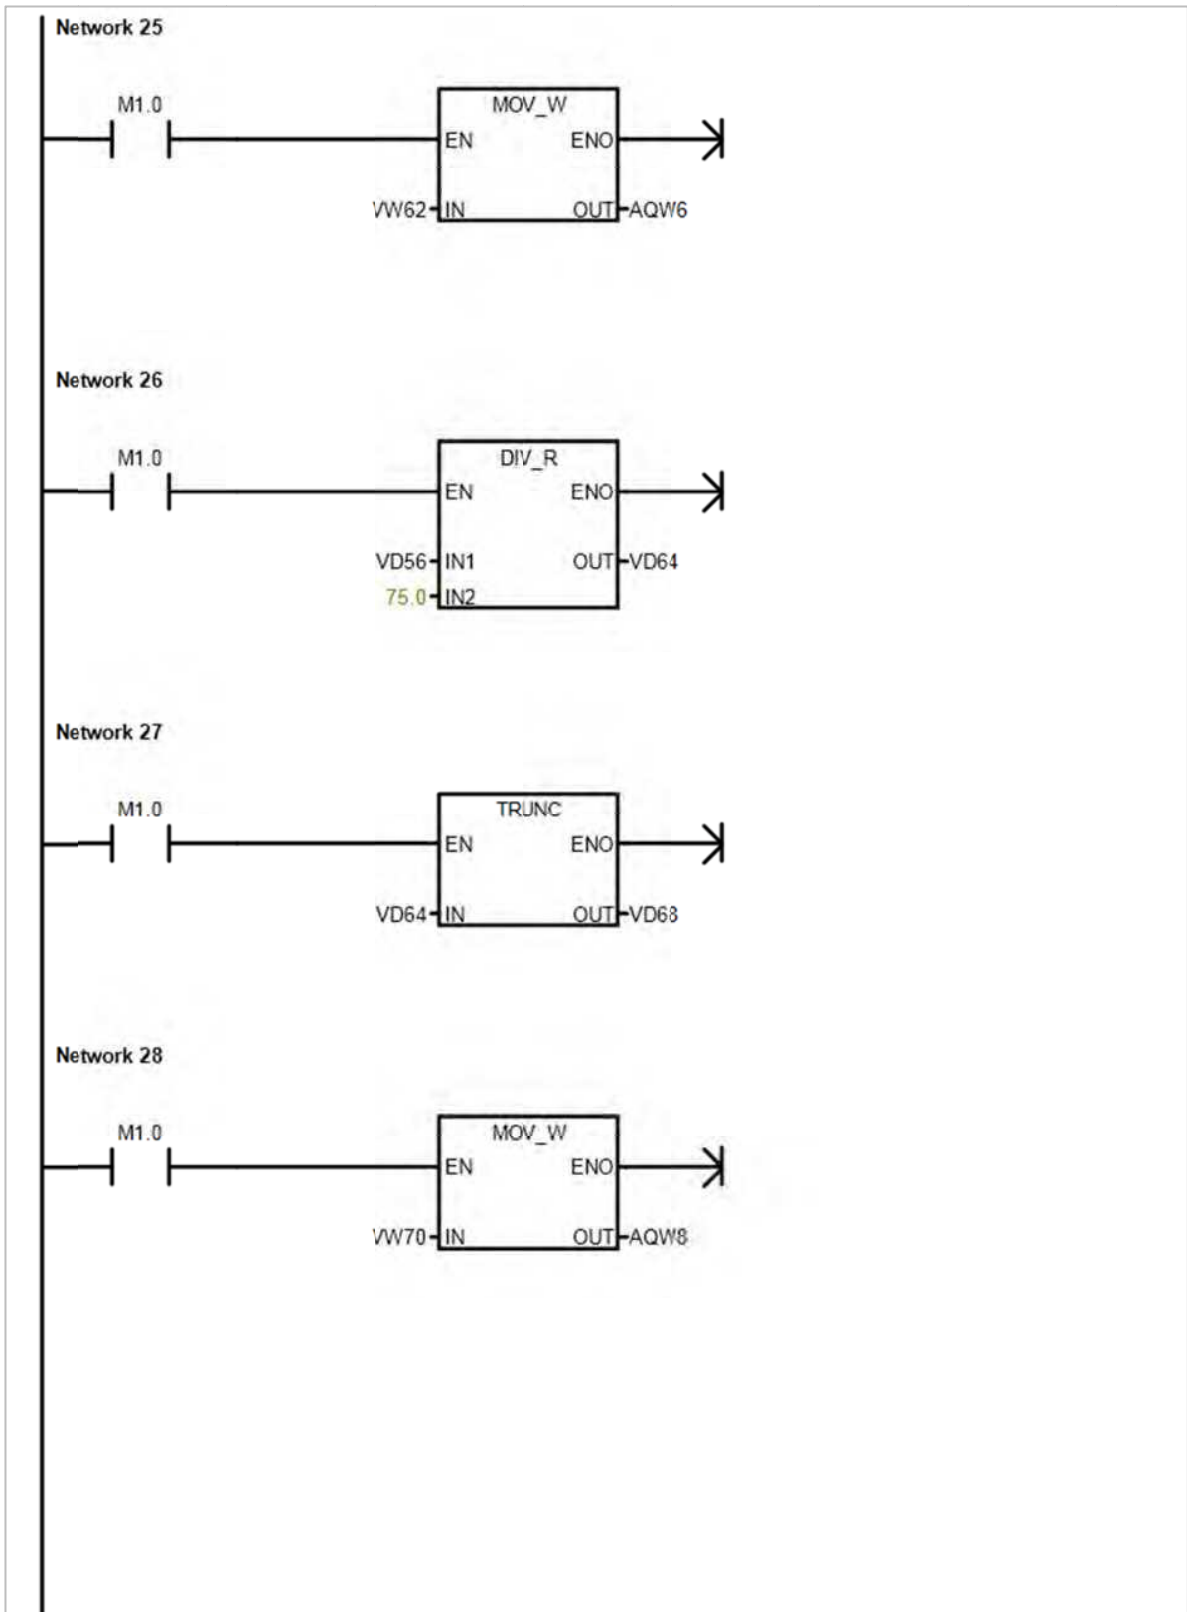 Network 25
M1.0
MOV_W
EN ENO
VW62 IN OUT AQW6
Network 26
M1.0
DIV_R
EN ENO
VD56 IN1 OUT VD64
75.0 IN2
Network 27
M1.0
TRUNC
EN ENO
VD64 IN OUT VD68
Network 28
M1.0
MOV_W
EN ENO
VW70 IN OUT AQW8